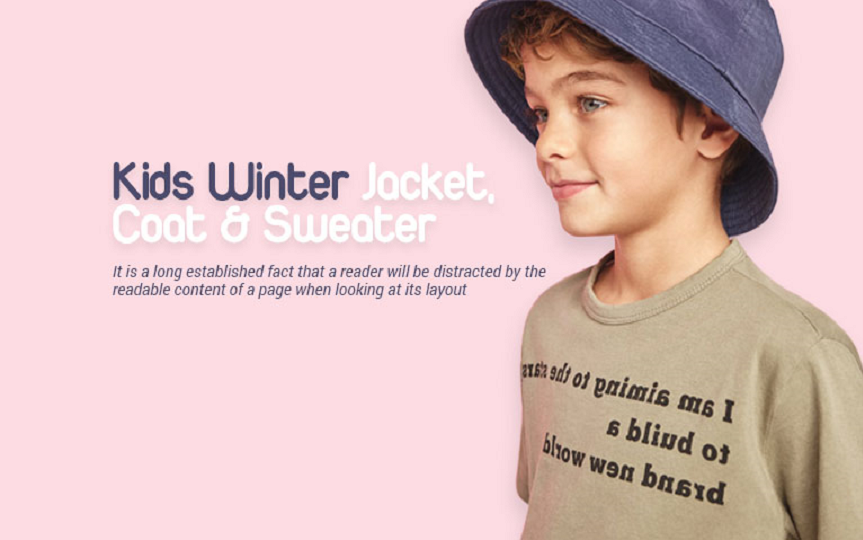 Kids Winter Jacket,
Coat & Sweater
It is a long established fact that a reader will be distracted by the
readable content of a page when looking at its layout
I am aiming to the stars
to build a
brand new world